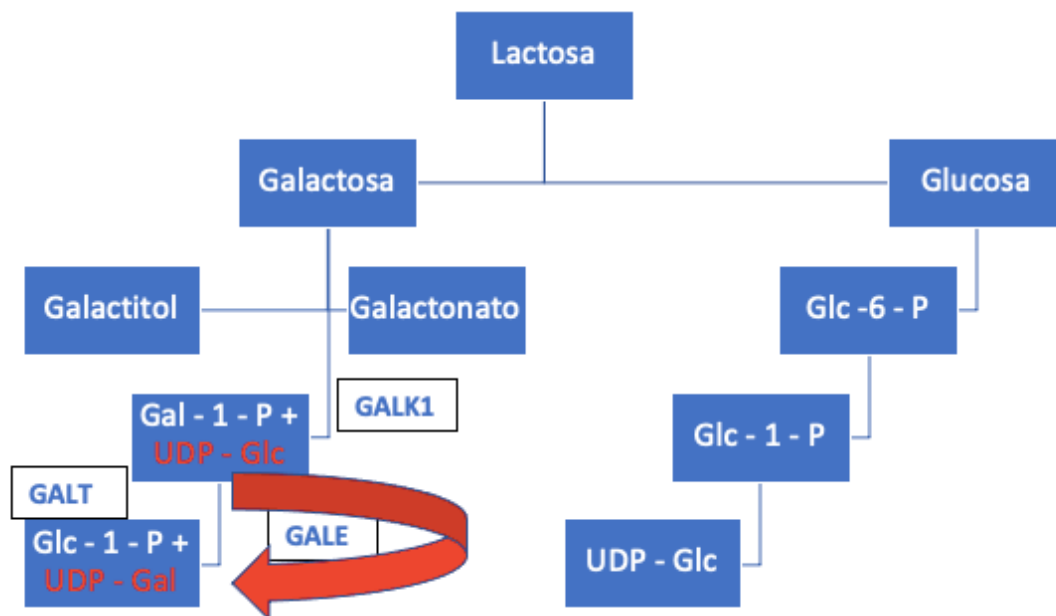 Lactosa
Galactosa
Glucosa
Galactitol
Galactonato
Glc -6 - P
GALK1
Gal - 1 - P +
UDP - Glc
Glc - 1 - P
GALT
GALE
Glc - 1 - P +
UDP - Gal
UDP - Glc